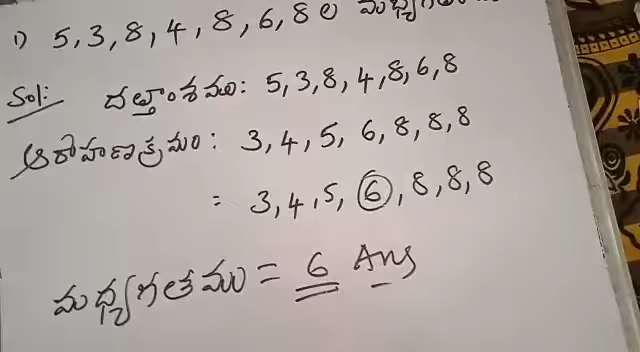 1) 5, 3, 8, 4, 8, 6, 8 ల
Sol: దత్తాంశము: 5, 3, 8, 4, 8, 6, 8
ఆరోహణాక్రమం: 3, 4, 5, 6, 8, 8, 8
= 3, 4, 5, 6, 8, 8, 8
మధ్యగతము = 6 Ans